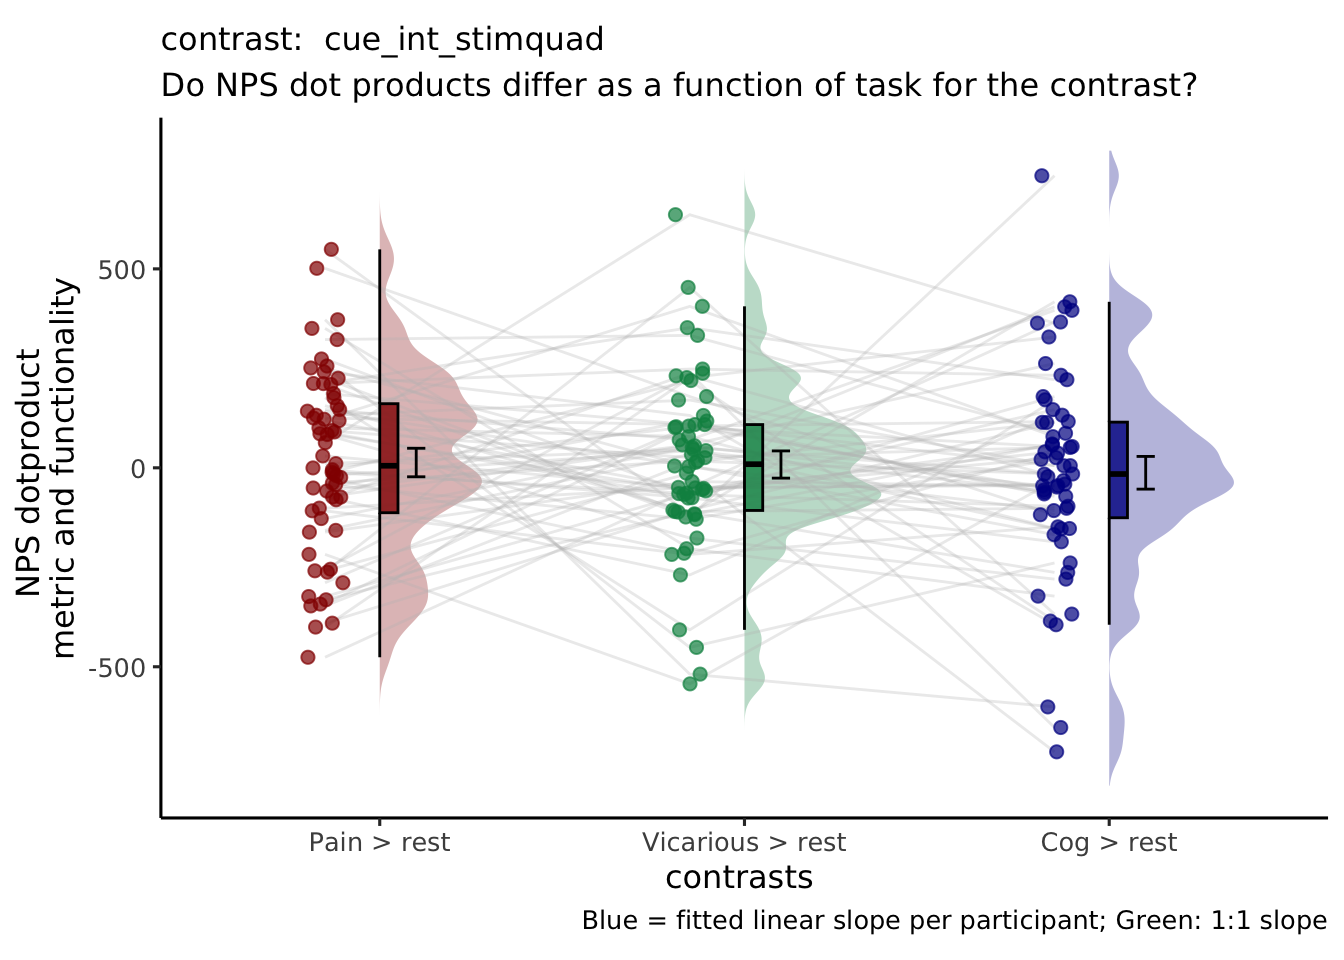 contrast:  cue_int_stimquad
Do NPS dot products differ as a function of task for the contrast?
NPS dotproduct
metric and functionality
500
0
-500
Pain > rest
Vicarious > rest
Cog > rest
contrasts
Blue = fitted linear slope per participant; Green: 1:1 slope